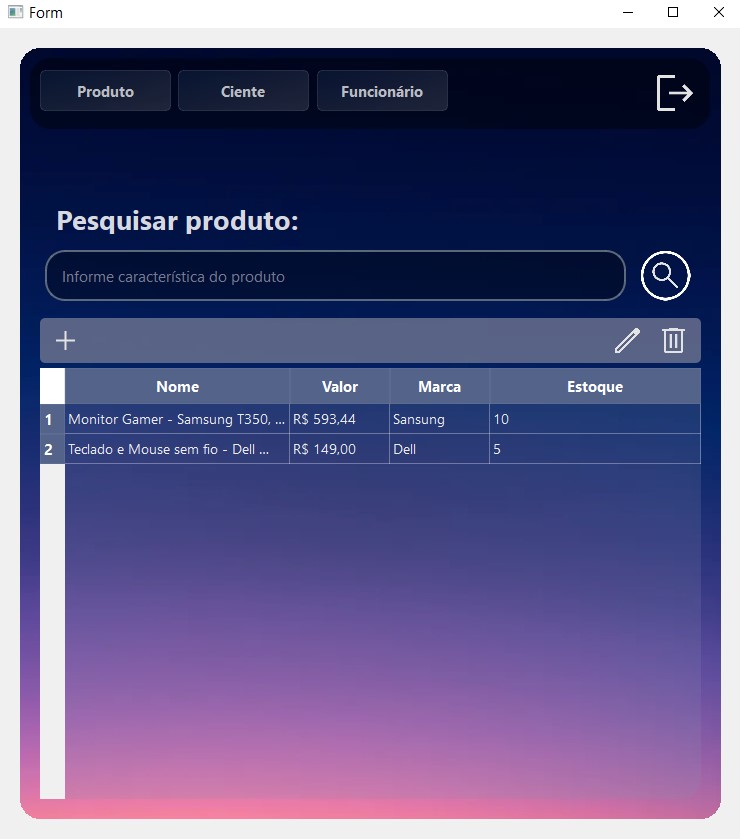 Form
Produto Ciente Funcionário
Pesquisar produto:
Informe característica do produto
Nome Valor Marca Estoque
1 Monitor Gamer - Samsung T350, ... R$ 593,44 Sansung 10
2 Teclado e Mouse sem fio - Dell ... R$ 149,00 Dell 5